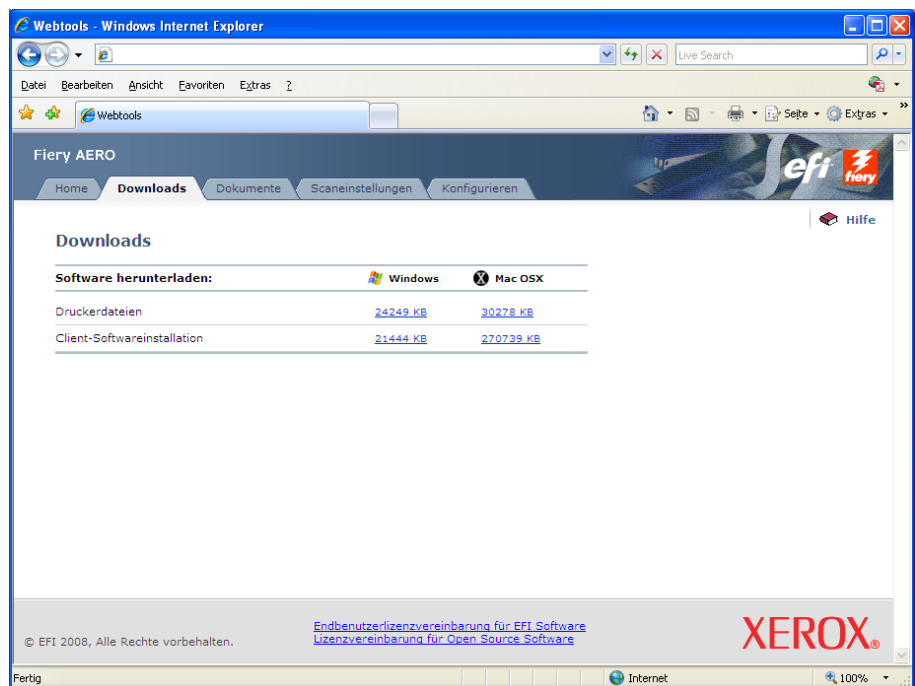 Webtools - Windows Internet Explorer
Live Search
Datei Bearbeiten Ansicht Favoriten Extras ?
Webtools
Seite Extras »
Fiery AERO
efi fiery
Home Downloads Dokumente Scaneinstellungen Konfigurieren
Hilfe
Downloads
Software herunterladen: Windows Mac OSX
Druckerdateien 24249 KB 30278 KB
Client-Softwareinstallation 21444 KB 270739 KB
Endbenutzerlizenzvereinbarung für EFI Software
© EFI 2008, Alle Rechte vorbehalten.
Lizenzvereinbarung für Open Source Software
XEROX®
Fertig Internet 100%